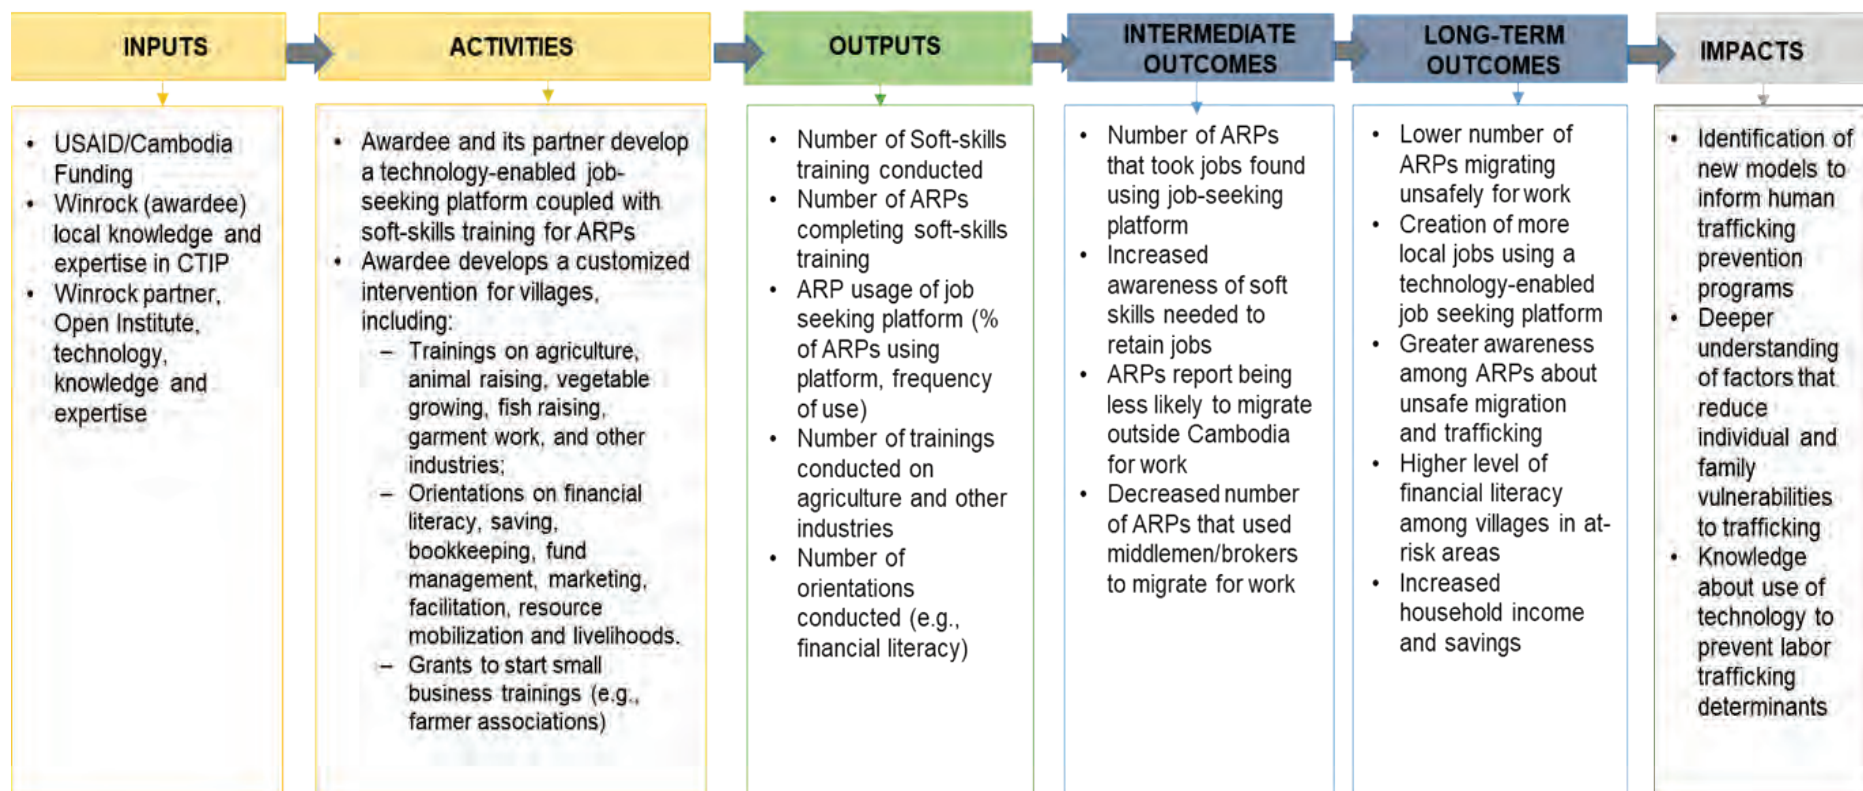 INPUTS
USAID/Cambodia
Funding
Winrock (awardee)
local knowledge and
expertise in CTIP
Winrock partner,
Open Institute,
technology,
knowledge and
expertise
ACTIVITIES
Awardee and its partner develop
a technology-enabled job-
seeking platform coupled with
soft-skills training for ARPs
Awardee develops a customized
intervention for villages,
including:
– Trainings on agriculture,
animal raising, vegetable
growing, fish raising,
garment work, and other
industries;
– Orientations on financial
literacy, saving,
bookkeeping, fund
management, marketing,
facilitation, resource
mobilization and livelihoods.
– Grants to start small
business trainings (e.g.,
farmer associations)
OUTPUTS
Number of Soft-skills
training conducted
Number of ARPs
completing soft-skills
training
ARP usage of job
seeking platform (%
of ARPs using
platform, frequency
of use)
Number of trainings
conducted on
agriculture and other
industries
Number of
orientations
conducted (e.g.,
financial literacy)
INTERMEDIATE
OUTCOMES
Number of ARPs
that took jobs found
using job-seeking
platform
Increased
awareness of soft
skills needed to
retain jobs
ARPs report being
less likely to migrate
outside Cambodia
for work
Decreased number
of ARPs that used
middlemen/brokers
to migrate for work
LONG-TERM
OUTCOMES
Lower number of
ARPs migrating
unsafely for work
Creation of more
local jobs using a
technology-enabled
job seeking platform
Greater awareness
among ARPs about
unsafe migration
and trafficking
Higher level of
financial literacy
among villages in at-
risk areas
Increased
household income
and savings
IMPACTS
Identification of
new models to
inform human
trafficking
prevention
programs
Deeper
understanding
of factors that
reduce
individual and
family
vulnerabilities
to trafficking
Knowledge
about use of
technology to
prevent labor
trafficking
determinants